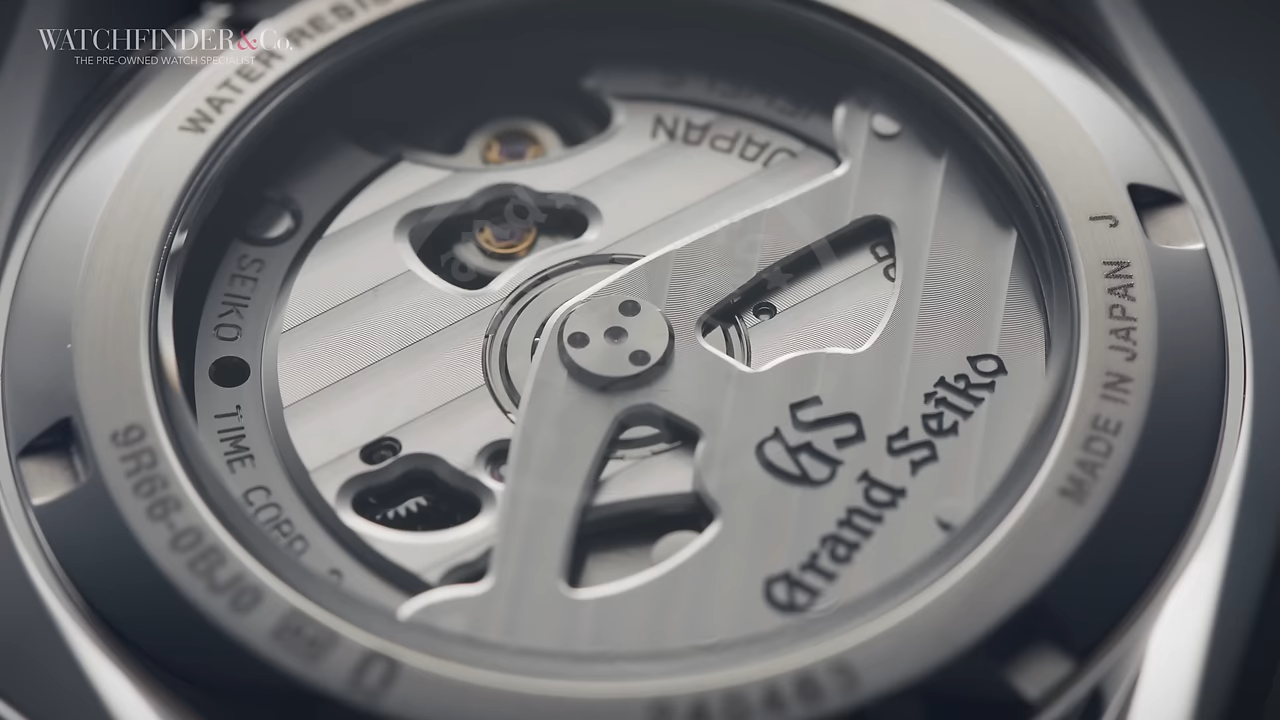 WATCHFINDER & Co.
THE PRE-OWNED WATCH SPECIALIST
WATER RESIS
JAPAN
SEIKO TIME CORP.
9R66-0BJ0
MADE IN JAPAN J
GS
Grand Seiko